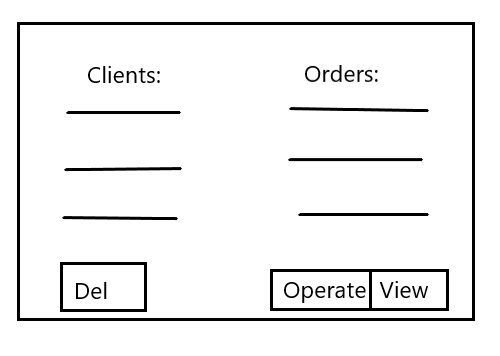 Clients:
Orders:
Del
Operate
View